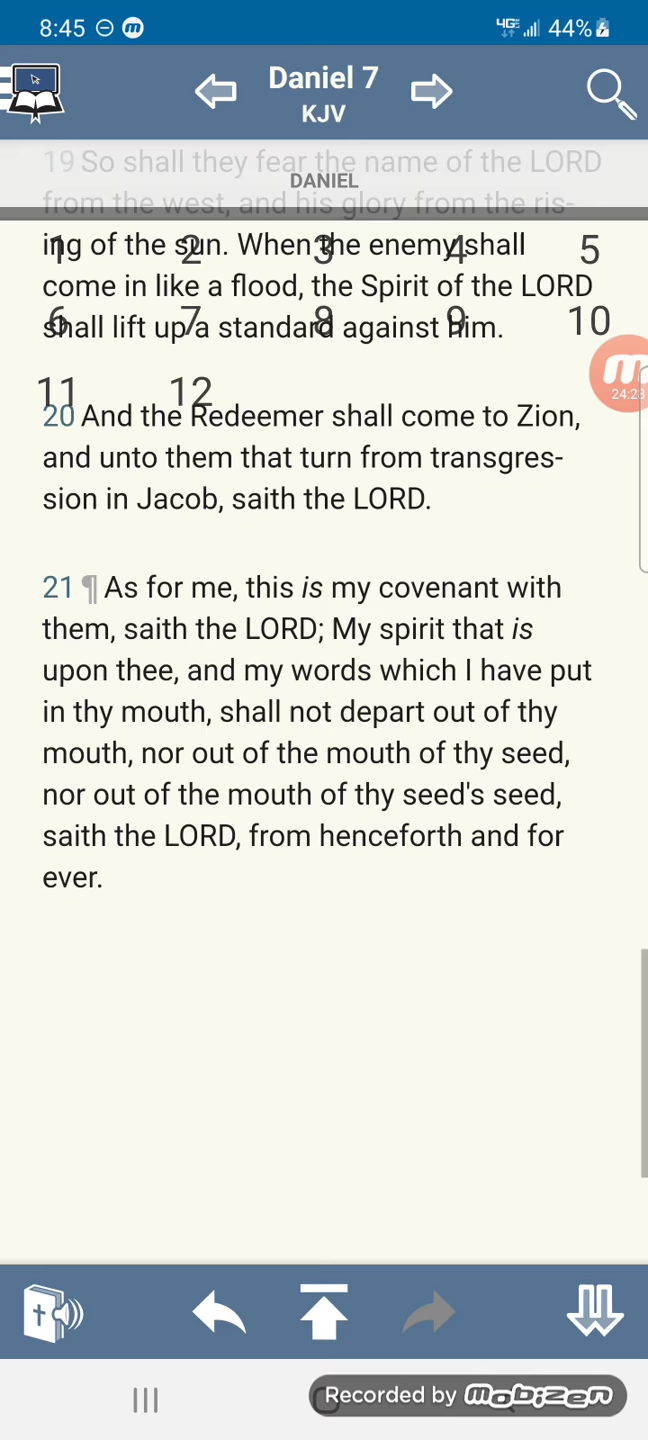 8:45 44%
4GE
Daniel 7
KJV
19 So shall they fear the name of the LORD
DANIEL
from the west, and his glory from the ris-
ing of the sun. When the enemy shall
1 2 3 4 5
come in like a flood, the Spirit of the LORD
shall lift up a standard against him.
6 7 8 9 10
24:23
11 12
20 And the Redeemer shall come to Zion,
and unto them that turn from transgres-
sion in Jacob, saith the LORD.
21 ¶ As for me, this is my covenant with
them, saith the LORD; My spirit that is
upon thee, and my words which I have put
in thy mouth, shall not depart out of thy
mouth, nor out of the mouth of thy seed,
nor out of the mouth of thy seed's seed,
saith the LORD, from henceforth and for
ever.
Recorded by mobizen